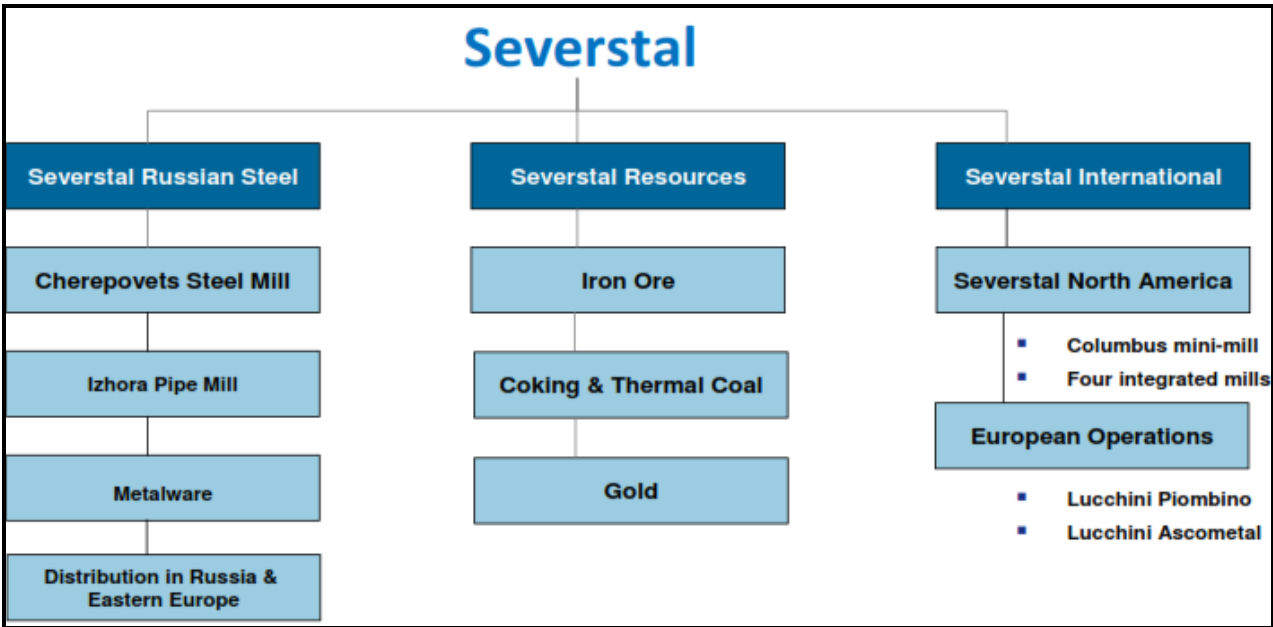 Severstal
Severstal Russian Steel
Cherepovets Steel Mill
Izhora Pipe Mill
Metalware
Distribution in Russia &
Eastern Europe
Severstal Resources
Iron Ore
Coking & Thermal Coal
Gold
Severstal International
Severstal North America
▪ Columbus mini-mill
▪ Four integrated mills
European Operations
▪ Lucchini Piombino
▪ Lucchini Ascometal